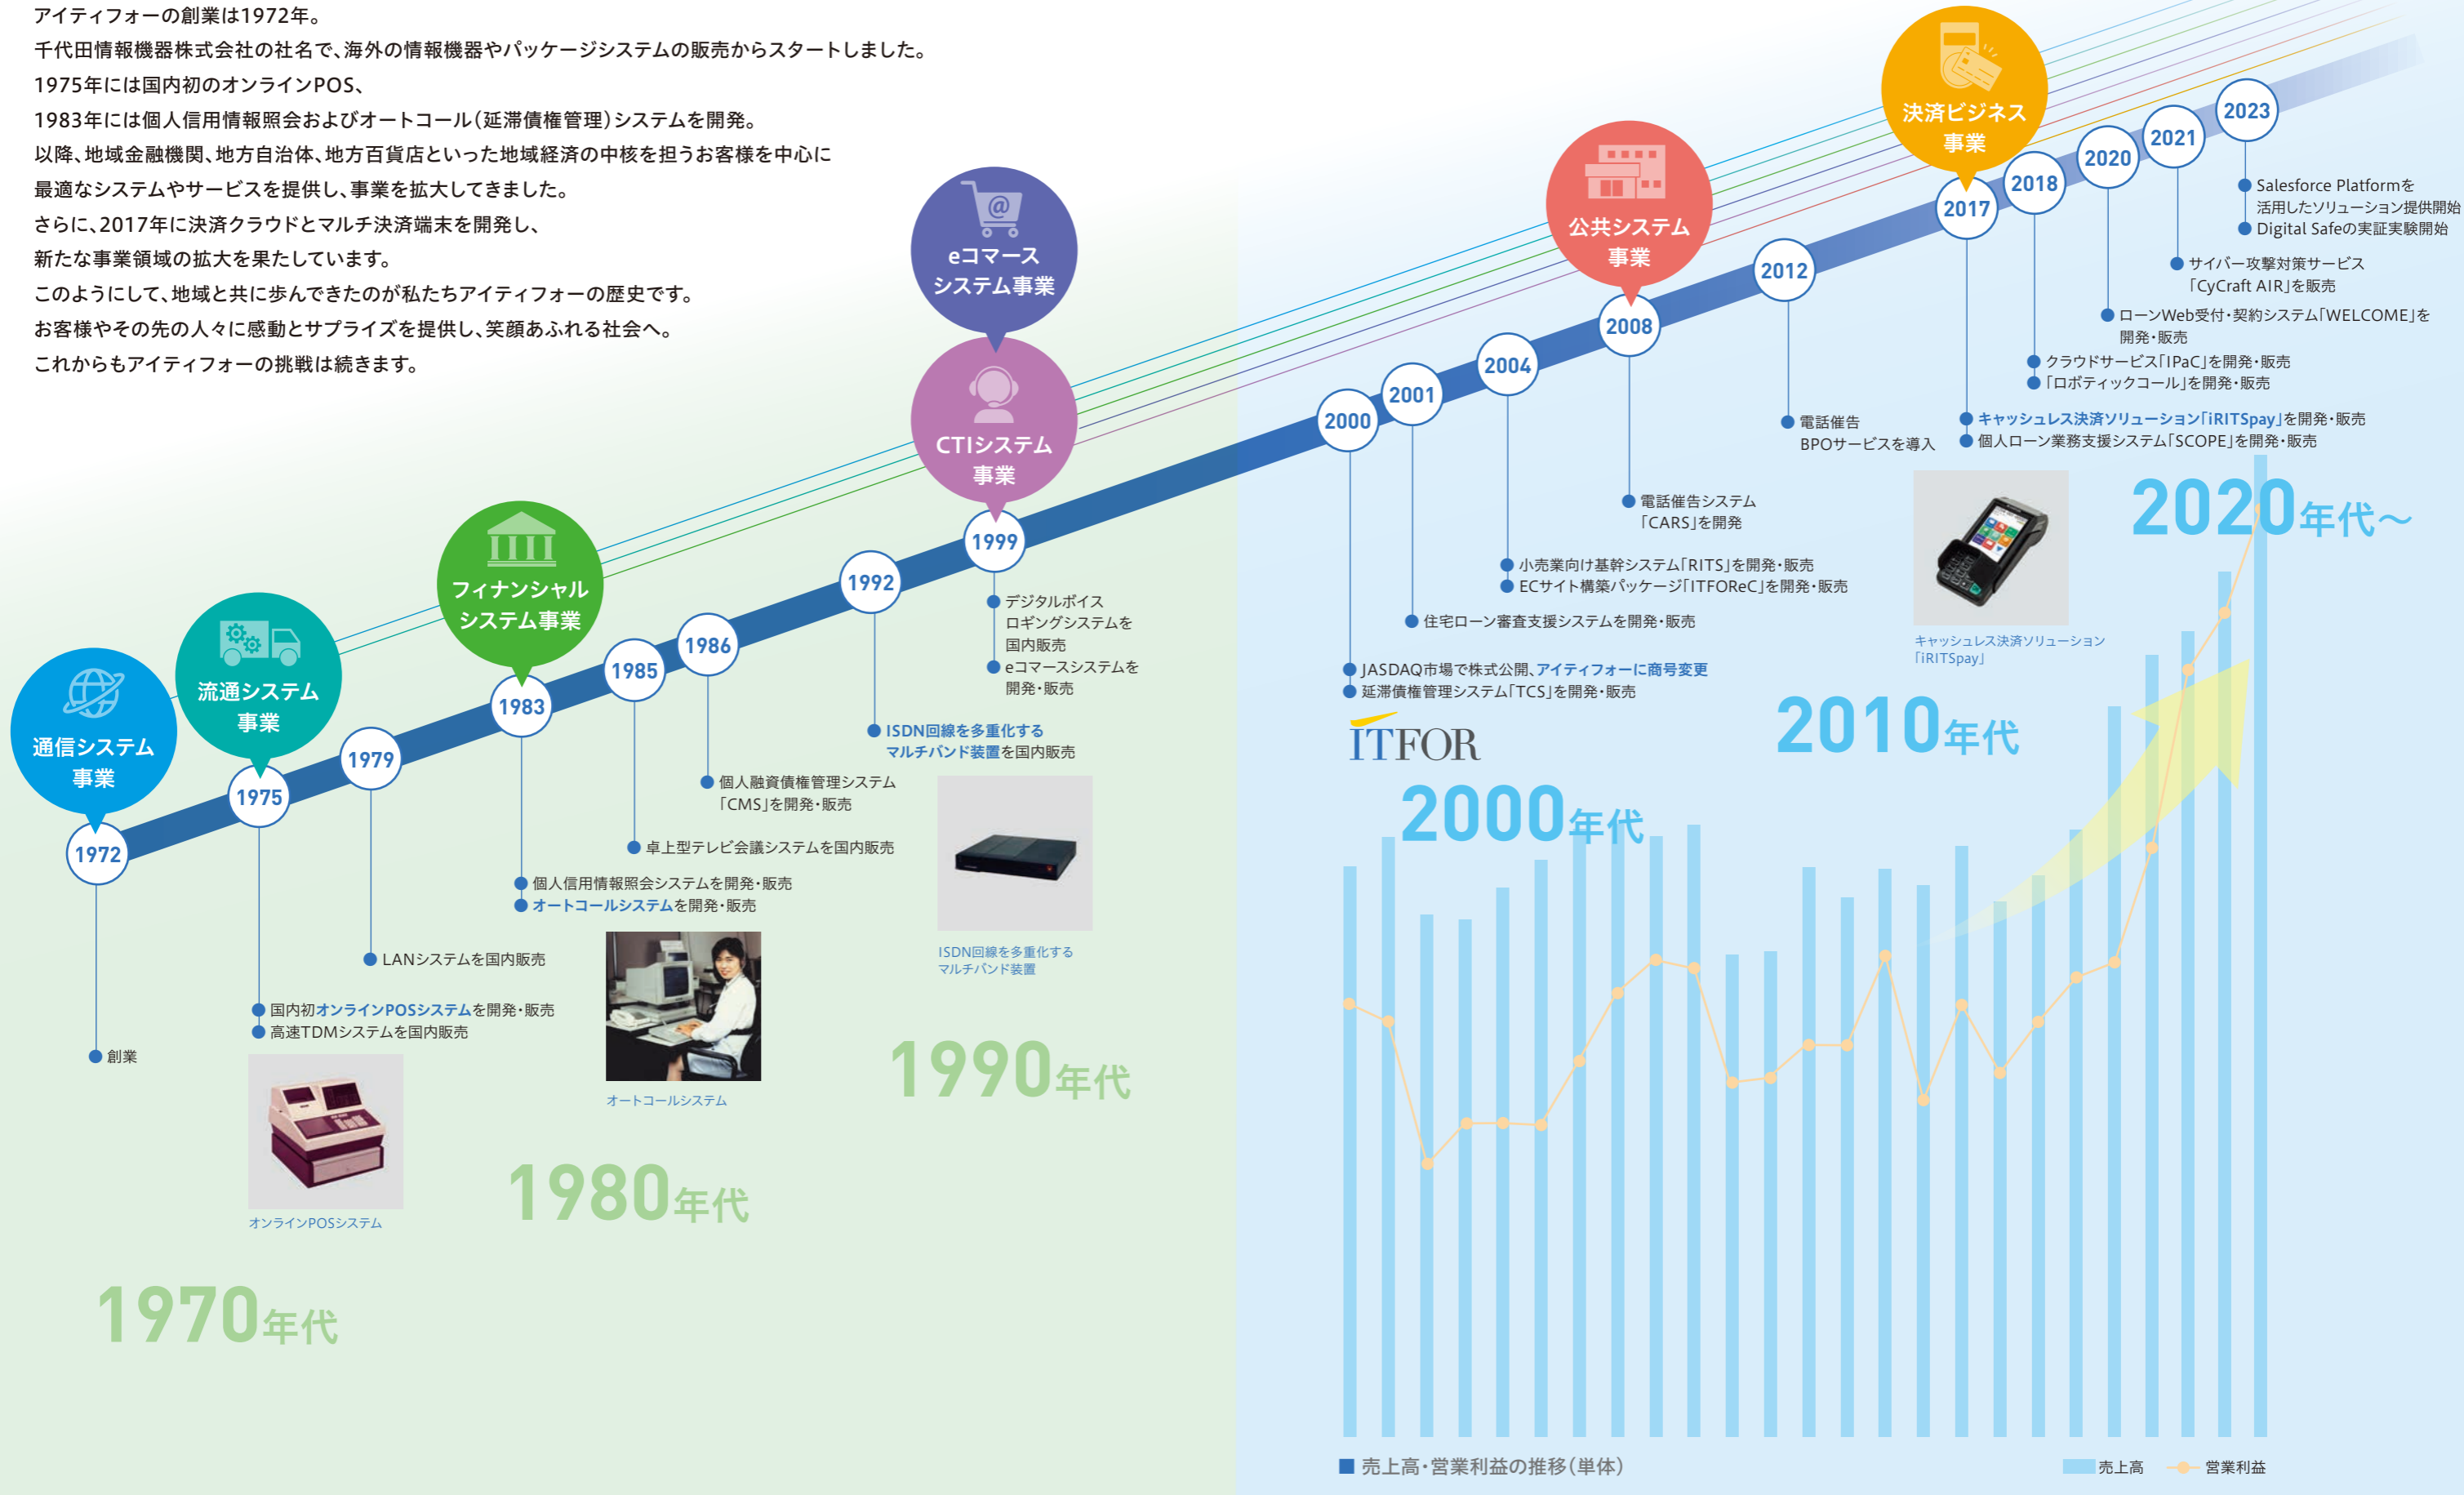 アイティフォーの創業は1972年。
千代田情報機器株式会社の社名で、海外の情報機器やパッケージシステムの販売からスタートしました。
1975年には国内初のオンラインPOS、
1983年には個人信用情報照会およびオートコール（延滞債権管理）システムを開発。
以降、地域金融機関、地方自治体、地方百貨店といった地域経済の中核を担うお客様を中心に
最適なシステムやサービスを提供し、事業を拡大してきました。
さらに、2017年に決済クラウドとマルチ決済端末を開発し、
新たな事業領域の拡大を果たしています。
このようにして、地域と共に歩んできたのが私たちアイティフォーの歴史です。
お客様やその先の人々に感動とサプライズを提供し、笑顔あふれる社会へ。
これからもアイティフォーの挑戦は続きます。
通信システム
事業
1972
●創業
流通システム
事業
1975
●国内初オンラインPOSシステムを開発・販売
●高速TDMシステムを国内販売
オンラインPOSシステム
1979
●LANシステムを国内販売
1970年代
フィナンシャル
システム事業
1983
●個人信用情報照会システムを開発・販売
●オートコールシステムを開発・販売
オートコールシステム
1985
●卓上型テレビ会議システムを国内販売
1986
●個人融資債権管理システム
「CMS」を開発・販売
1980年代
1992
●ISDN回線を多重化する
マルチバンド装置を国内販売
ISDN回線を多重化する
マルチバンド装置
eコマース
システム事業
CTIシステム
事業
1999
●デジタルボイス
ロギングシステムを
国内販売
●eコマースシステムを
開発・販売
1990年代
2000
●JASDAQ市場で株式公開、アイティフォーに商号変更
●延滞債権管理システム「TCS」を開発・販売
ITFOR
2001
●住宅ローン審査支援システムを開発・販売
2004
●小売業向け基幹システム「RITS」を開発・販売
●ECサイト構築パッケージ「ITFOReC」を開発・販売
公共システム
事業
2008
●電話催告システム
「CARS」を開発
2000年代
2012
●電話催告
BPOサービスを導入
決済ビジネス
事業
2017
●キャッシュレス決済ソリューション「iRITSpay」を開発・販売
●個人ローン業務支援システム「SCOPE」を開発・販売
キャッシュレス決済ソリューション
「iRITSpay」
2018
●クラウドサービス「IPaC」を開発・販売
●「ロボティックコール」を開発・販売
2010年代
2020
●ローンWeb受付・契約システム「WELCOME」を
開発・販売
2021
●サイバー攻撃対策サービス
「CyCraft AIR」を販売
2023
●Salesforce Platformを
活用したソリューション提供開始
●Digital Safeの実証実験開始
2020年代～
■ 売上高・営業利益の推移（単体）
売上高
営業利益